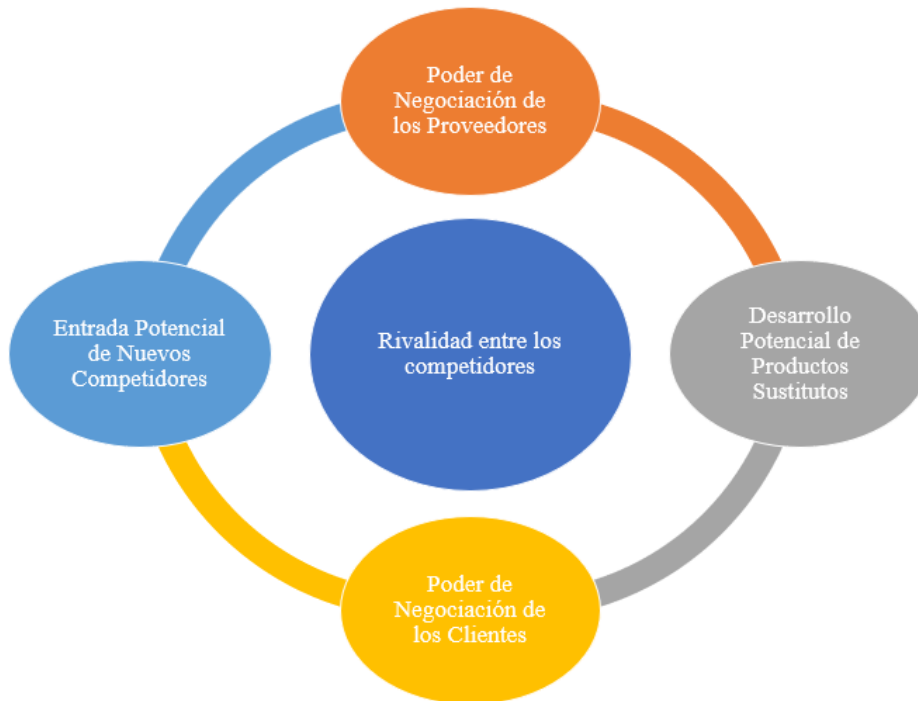 Poder de
Negociación de
los Proveedores
Entrada Potencial
de Nuevos
Competidores
Rivalidad entre los
competidores
Desarrollo
Potencial de
Productos
Sustitutos
Poder de
Negociación de
los Clientes